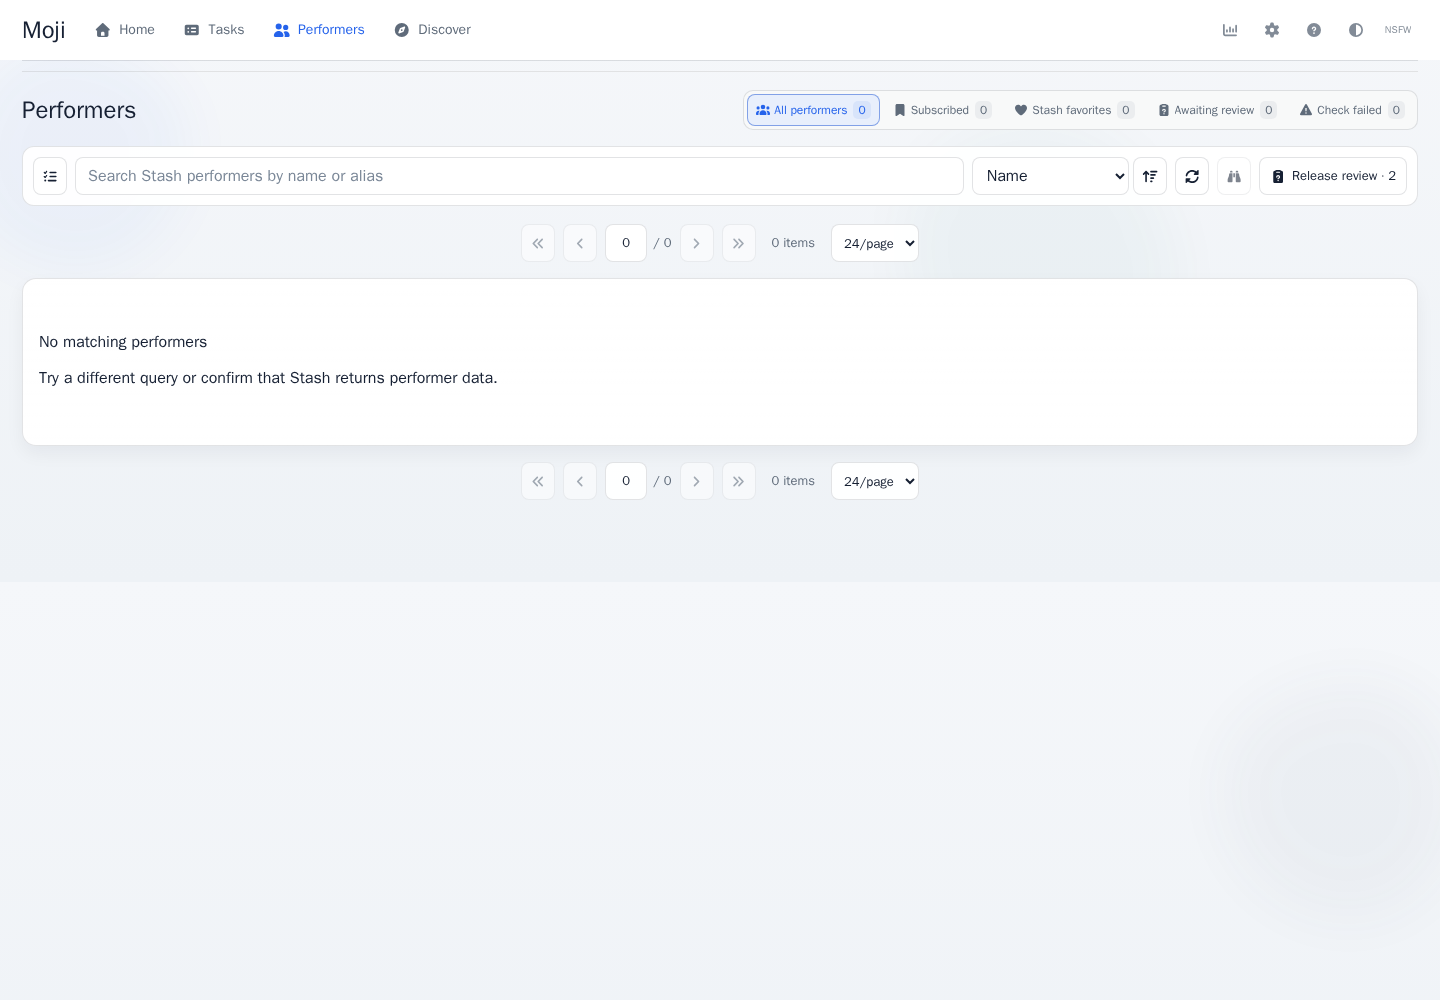 Moji
Home
Tasks
Performers
Discover
NSFW
Performers
All performers 0
Subscribed 0
Stash favorites 0
Awaiting review 0
Check failed 0
Search Stash performers by name or alias
Name
Release review · 2
0 / 0
0 items
24/page
No matching performers
Try a different query or confirm that Stash returns performer data.
0 / 0
0 items
24/page